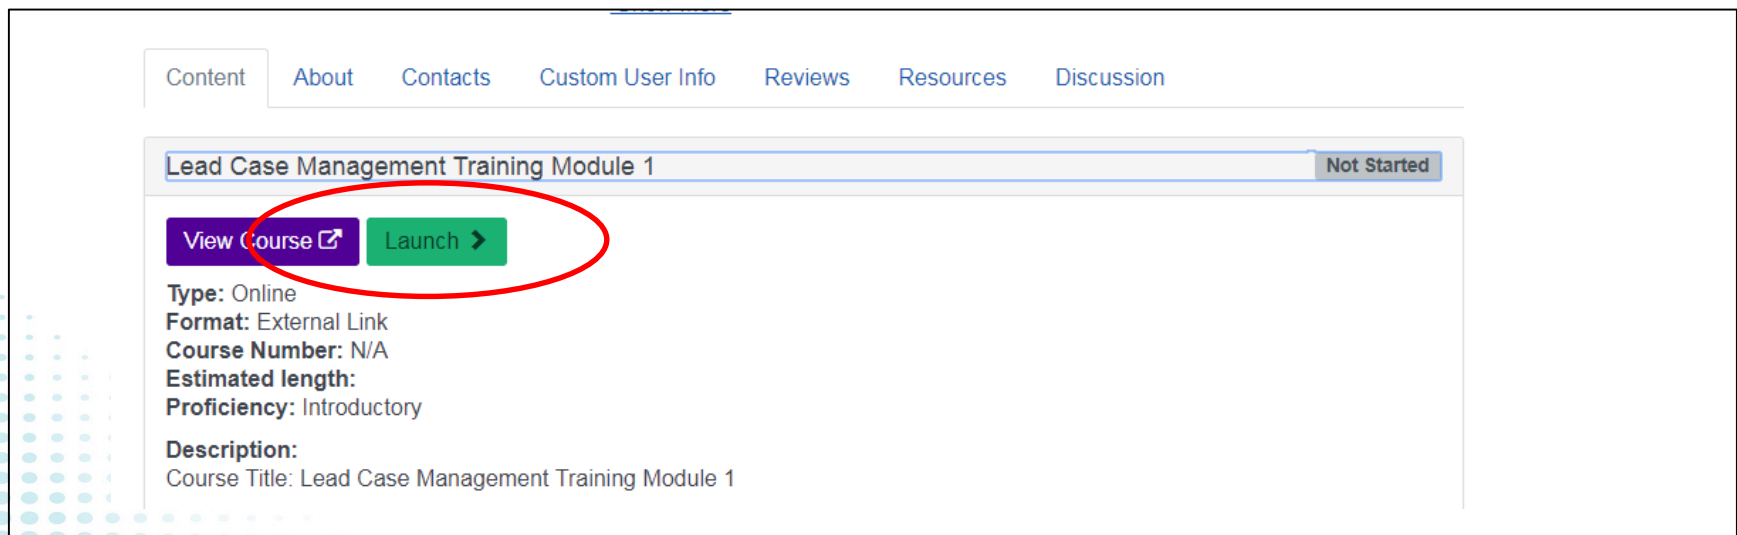 Content About Contacts Custom User Info Reviews Resources Discussion
Lead Case Management Training Module 1 Not Started
View Course Launch
Type: Online
Format: External Link
Course Number: N/A
Estimated length:
Proficiency: Introductory
Description:
Course Title: Lead Case Management Training Module 1